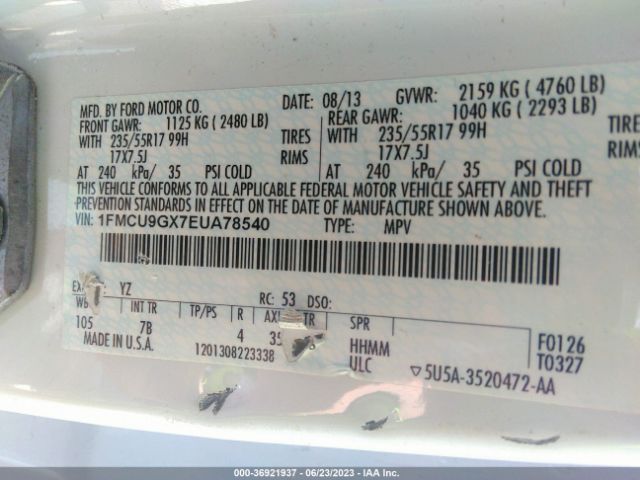 MFD. BY FORD MOTOR CO.
DATE: 08/13 GVWR: 2159 KG ( 4760 LB)
FRONT GAWR: 1125 KG ( 2480 LB)
REAR GAWR: 1040 KG ( 2293 LB)
WITH 235/55R17 99H TIRES
WITH 235/55R17 99H TIRES
17X7.5J RIMS
17X7.5J RIMS
AT 240 kPa/ 35 PSI COLD
AT 240 kPa/ 35 PSI COLD
THIS VEHICLE CONFORMS TO ALL APPLICABLE FEDERAL MOTOR VEHICLE SAFETY AND THEFT
PREVENTION STANDARDS IN EFFECT ON THE DATE OF MANUFACTURE SHOWN ABOVE.
VIN: 1FMCU9GX7EUA78540 TYPE: MPV
YZ RC: 53 DSO:
WB INT TR TP/PS R TR SPR
105 7B 4 HHMM F0126
MADE IN U.S.A. 1201308223338 ULC T0327
▽5U5A-3520472-AA
000-36921937 - 06/23/2023 - IAA Inc.